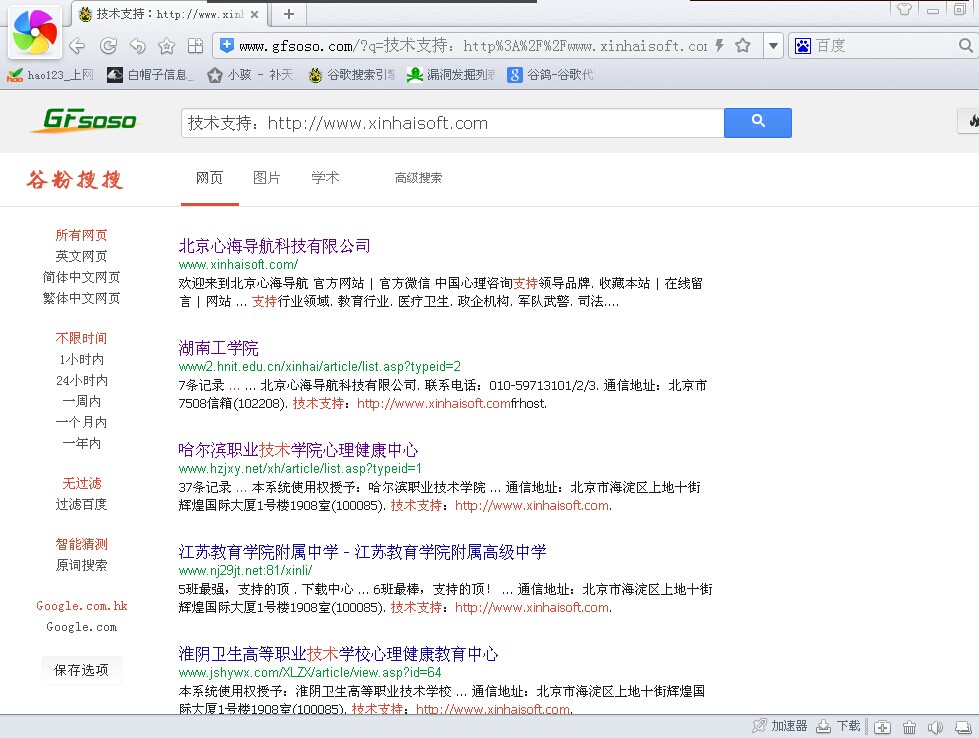 技术支持：http://www.xin
www.gfsoso.com/?q=技术支持：http%3A%2F%2Fwww.xinhaisoft.cor
百度
hao123_上网
白帽子信息_
小孩 - 补天
谷歌搜索引
漏洞发掘列
谷鸽-谷歌代
GFsoso
技术支持：http://www.xinhaisoft.com
谷粉搜搜
网页
图片
学术
高级搜索
所有网页
英文网页
简体中文网页
繁体中文网页
不限时间
1小时内
24小时内
一周内
一个月内
一年内
无过滤
过滤百度
智能猜测
原词搜索
Google.com.hk
Google.com
保存选项
北京心海导航科技有限公司
www.xinhaisoft.com/
欢迎来到北京心海导航 官方网站 | 官方微信 中国心理咨询支持领导品牌. 收藏本站 | 在线留
言 | 网站 ... 支持行业领域. 教育行业. 医疗卫生. 政企机构. 军队武警. 司法....
湖南工学院
www2.hnit.edu.cn/xinhai/article/list.asp?typeid=2
7条记录 ... ... 北京心海导航科技有限公司. 联系电话：010-59713101/2/3. 通信地址：北京市
7508信箱(102208). 技术支持：http://www.xinhaisoft.comfrhost.
哈尔滨职业技术学院心理健康中心
www.hzjxy.net/xh/article/list.asp?typeid=1
37条记录 ... 本系统使用权授予：哈尔滨职业技术学院 ... 通信地址：北京市海淀区上地十街
辉煌国际大厦1号楼1908室(100085). 技术支持：http://www.xinhaisoft.com.
江苏教育学院附属中学 - 江苏教育学院附属高级中学
www.nj29jt.net:81/xinli/
5班最强，支持的顶 . 下载中心 ... 6班最棒，支持的顶！ ... 通信地址：北京市海淀区上地十街
辉煌国际大厦1号楼1908室(100085). 技术支持：http://www.xinhaisoft.com.
淮阴卫生高等职业技术学校心理健康教育中心
www.jshywx.com/XLZX/article/view.asp?id=64
本系统使用权授予：淮阴卫生高等职业技术学校 ... 通信地址：北京市海淀区上地十街辉煌国
际大厦1号楼1908室(100085). 技术支持：http://www.xinhaisoft.com.
加速器
下载